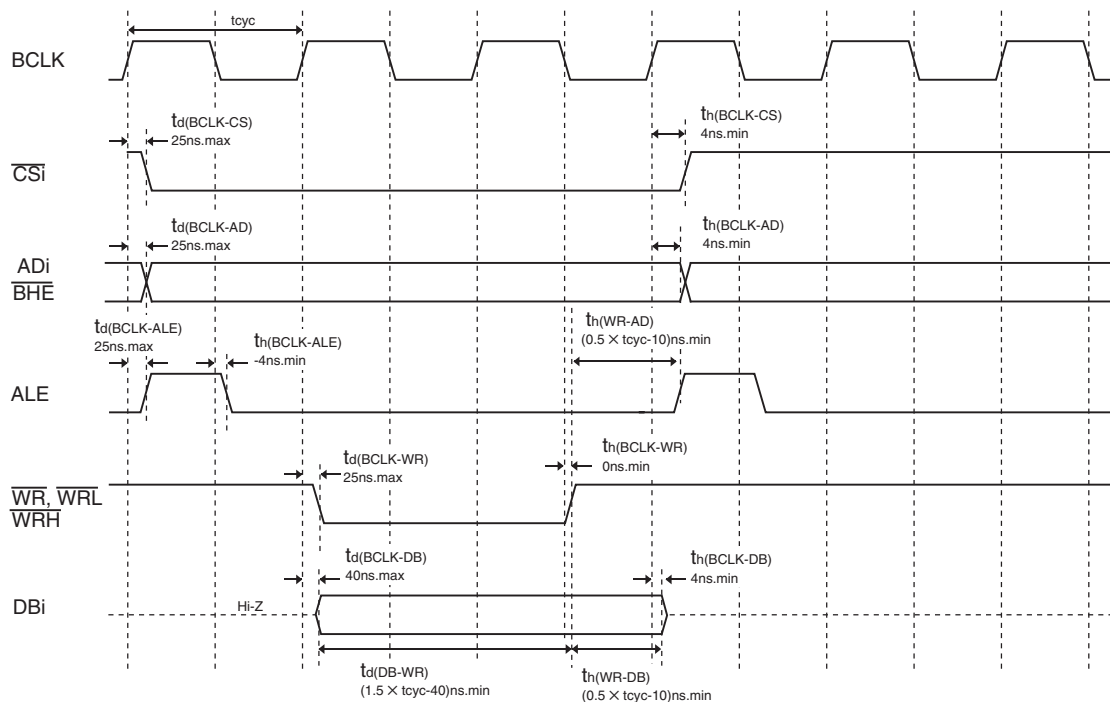 tcyc
BCLK
td(BCLK-CS)
25ns.max
th(BCLK-CS)
4ns.min
CSi
td(BCLK-AD)
25ns.max
th(BCLK-AD)
4ns.min
ADi
BHE
td(BCLK-ALE)
25ns.max
th(BCLK-ALE)
-4ns.min
th(WR-AD)
(0.5 × tcyc-10)ns.min
ALE
td(BCLK-WR)
25ns.max
th(BCLK-WR)
0ns.min
WR, WRL
WRH
td(BCLK-DB)
40ns.max
th(BCLK-DB)
4ns.min
Hi-Z
DBi
td(DB-WR)
(1.5 × tcyc-40)ns.min
th(WR-DB)
(0.5 × tcyc-10)ns.min